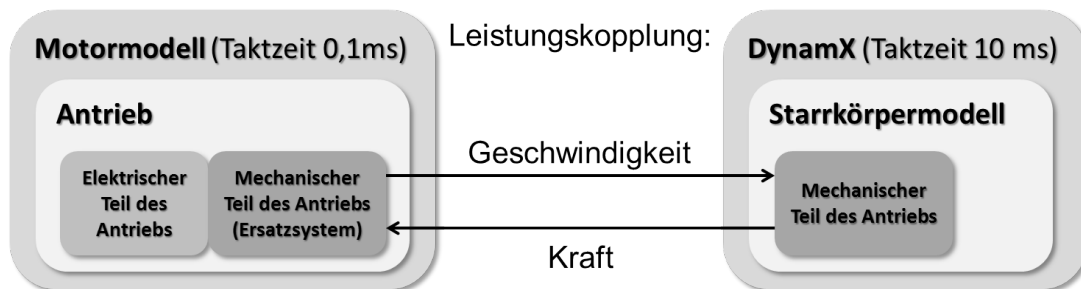 Motormodell (Taktzeit 0,1ms)
Antrieb
Elektrischer
Teil des
Antriebs
Mechanischer
Teil des Antriebs
(Ersatzsystem)
Leistungskopplung:
Geschwindigkeit
Kraft
DynamX (Taktzeit 10 ms)
Starrkörpermodell
Mechanischer
Teil des Antriebs